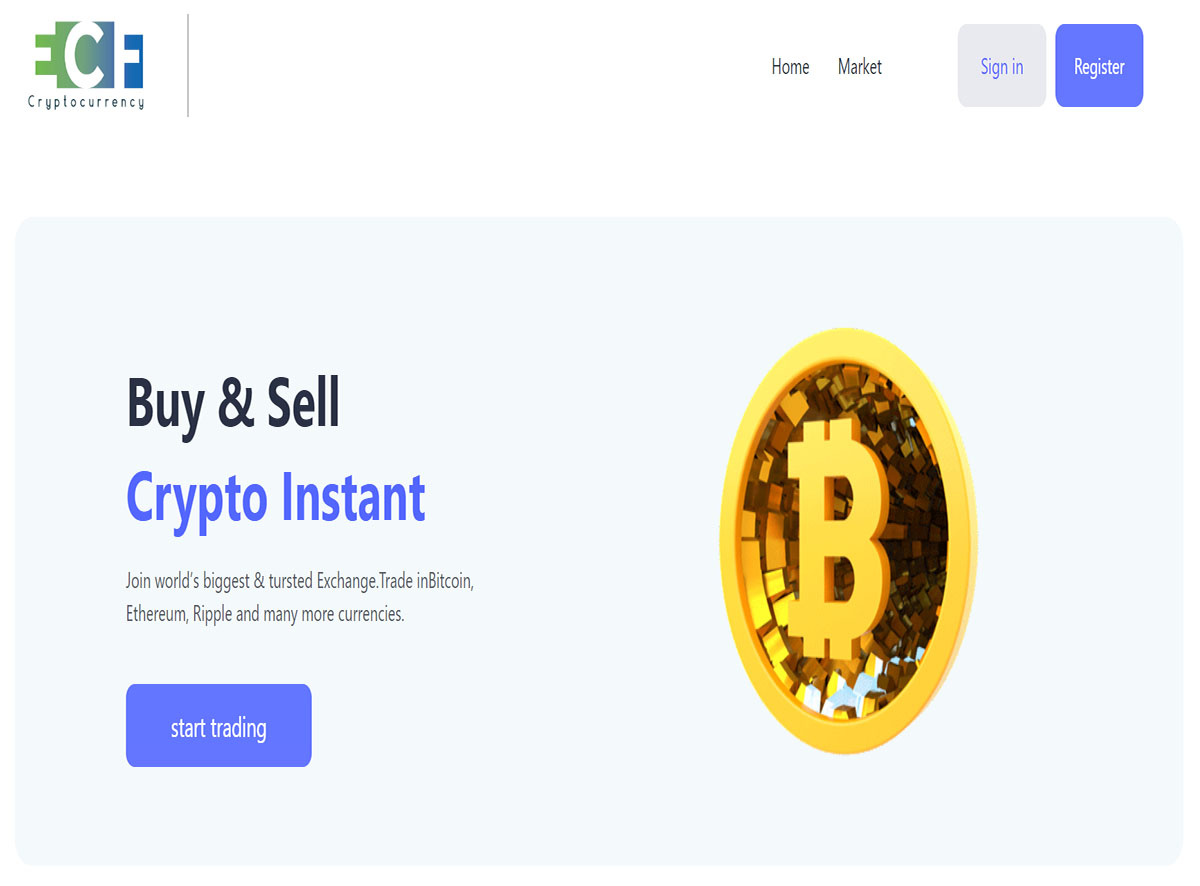 ECF
Cryptocurrency
Home Market Sign in Register
Buy & Sell
Crypto Instant
Join world's biggest & tursted Exchange.Trade inBitcoin,
Ethereum, Ripple and many more currencies.
start trading